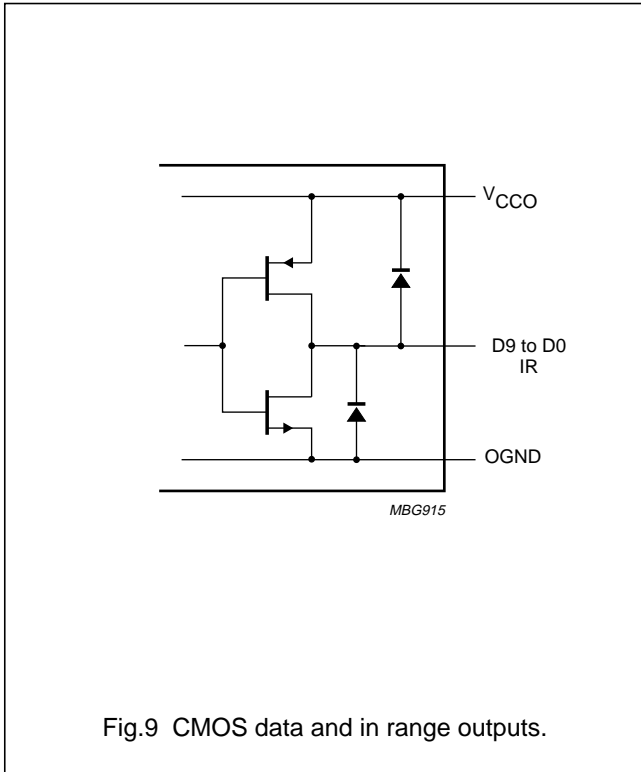 VCCO
D9 to D0
IR
OGND
MBG915
Fig.9 CMOS data and in range outputs.